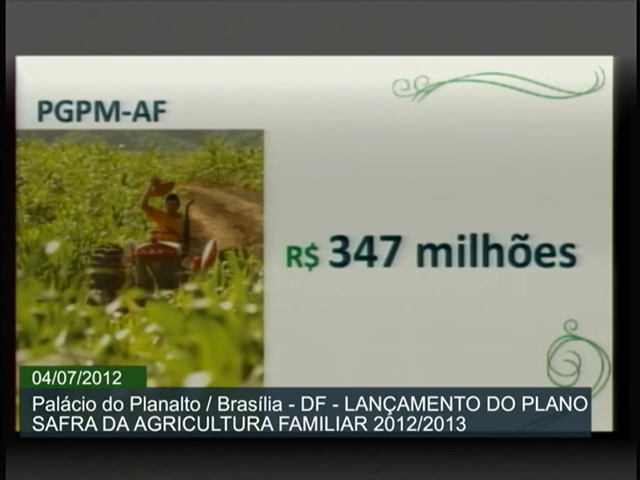 PGPM-AF
R$ 347 milhões
04/07/2012
Palácio do Planalto / Brasília - DF - LANÇAMENTO DO PLANO
SAFRA DA AGRICULTURA FAMILIAR 2012/2013